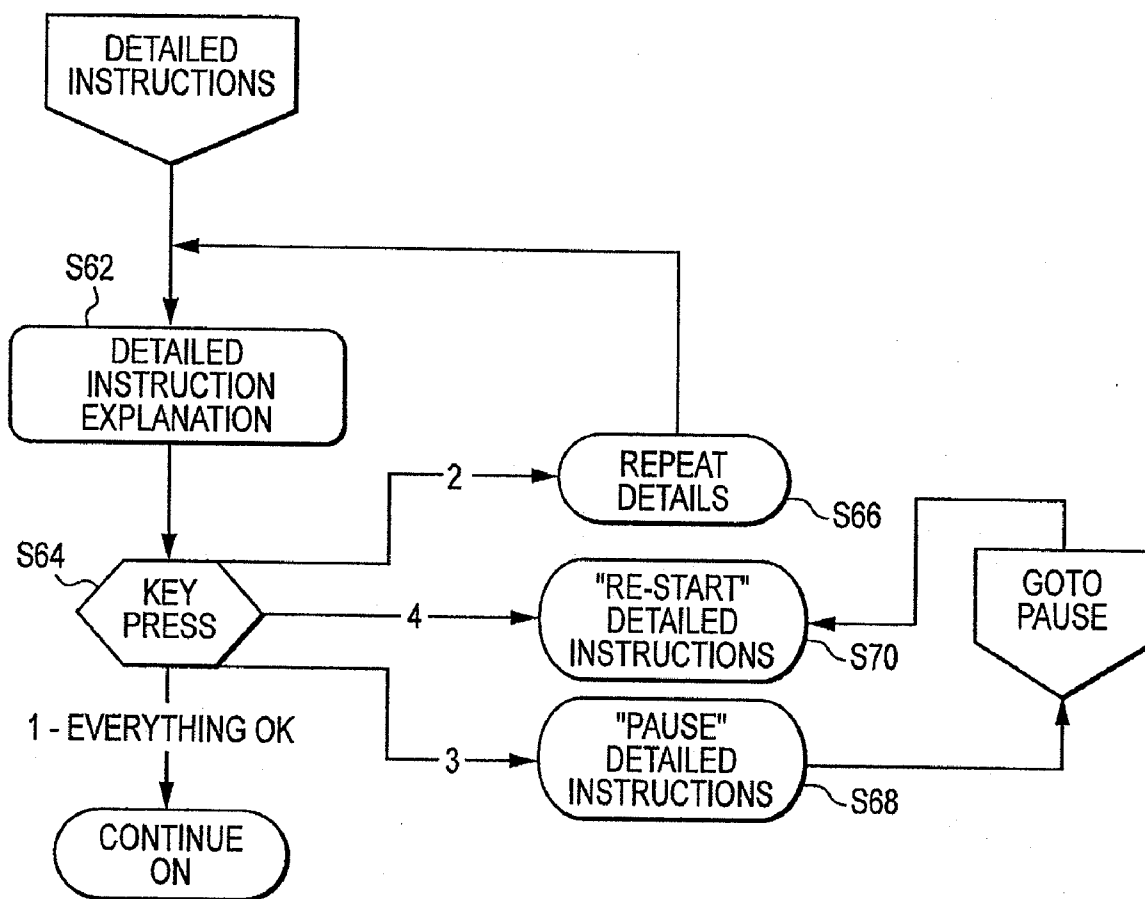 DETAILED
INSTRUCTIONS
S62
DETAILED
INSTRUCTION
EXPLANATION
2
REPEAT
DETAILS
S66
S64
KEY
PRESS
4
"RE-START"
DETAILED
INSTRUCTIONS
S70
GOTO
PAUSE
1 - EVERYTHING OK
3
"PAUSE"
DETAILED
INSTRUCTIONS
S68
CONTINUE
ON